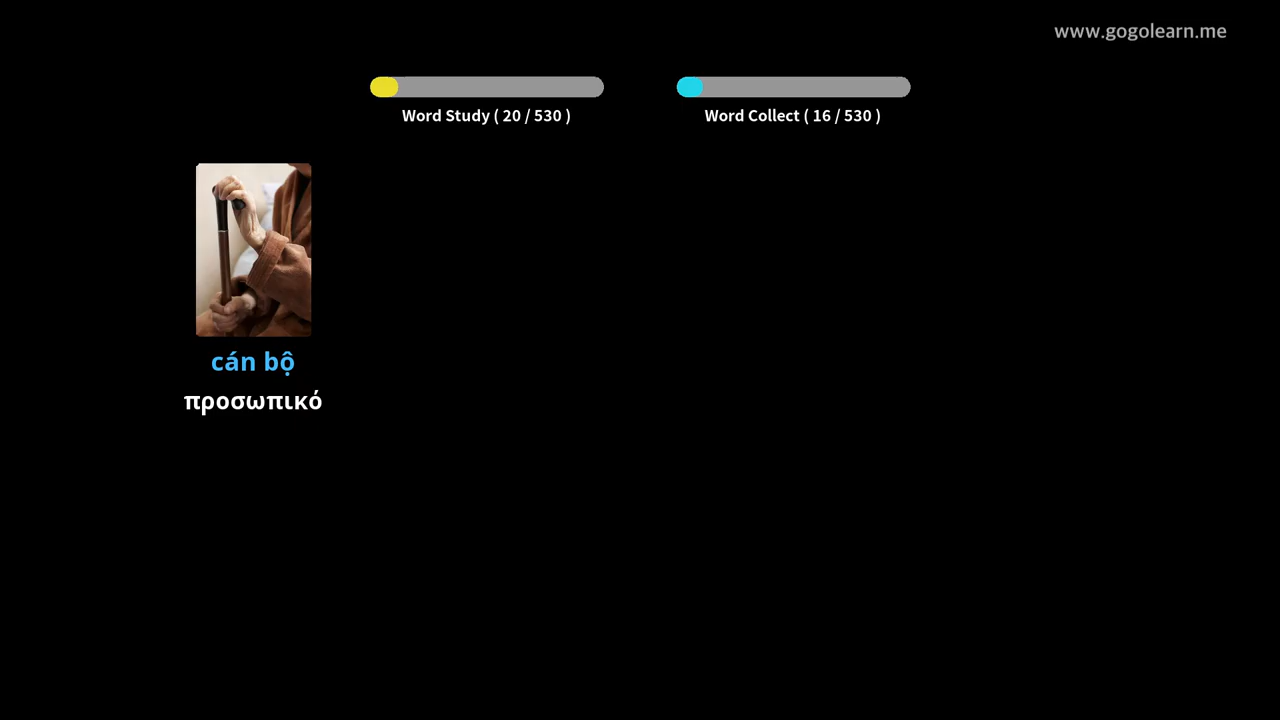 www.gogolearn.me
Word Study ( 20 / 530 )
Word Collect ( 16 / 530 )
cán bộ
προσωπικό